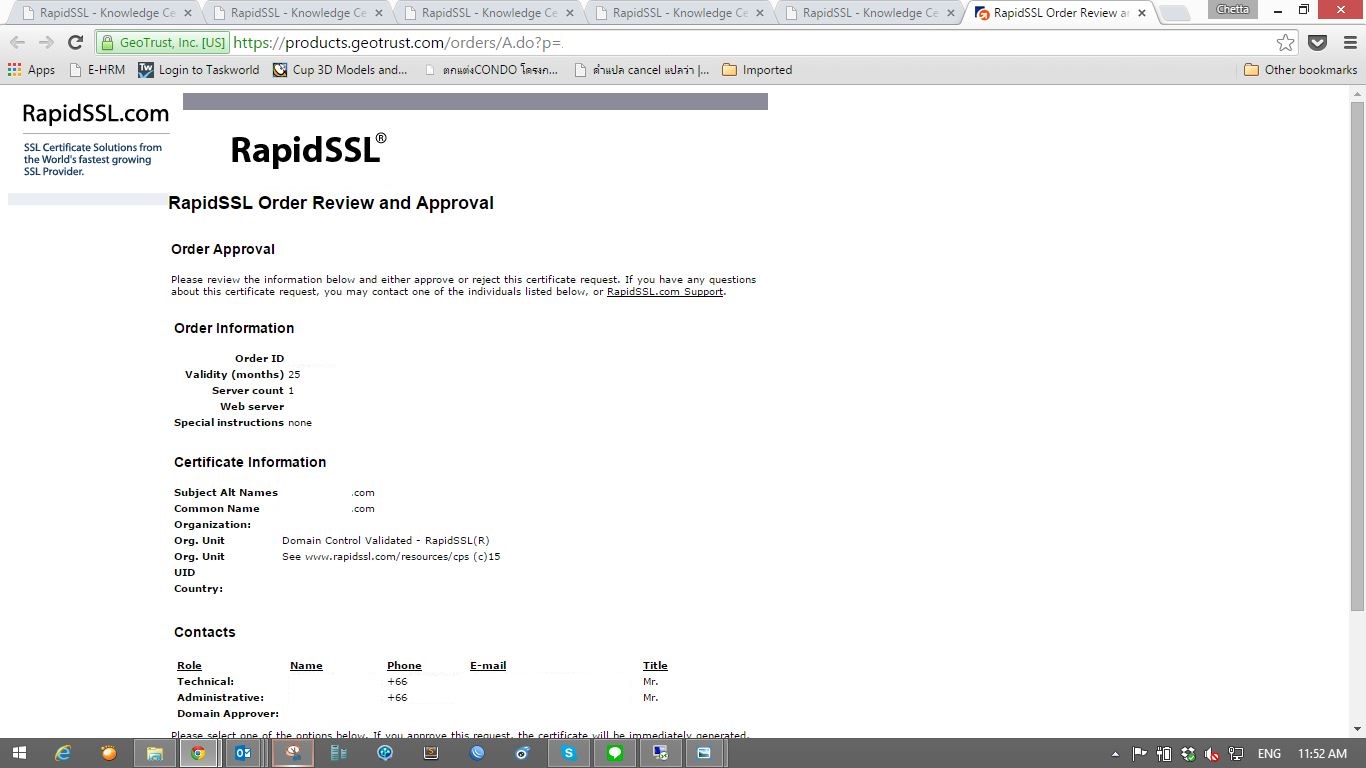 RapidSSL - Knowledge Ce
RapidSSL - Knowledge Ce
RapidSSL - Knowledge Ce
RapidSSL - Knowledge Ce
RapidSSL - Knowledge Ce
RapidSSL Order Review an
Chetta
GeoTrust, Inc. [US]
https://products.geotrust.com/orders/A.do?p=
Apps
E-HRM
Login to Taskworld
Cup 3D Models and...
ตกแต่งCONDO โครงก...
คำแปล cancel แปลว่า |...
Imported
Other bookmarks
RapidSSL.com
SSL Certificate Solutions from
the World's fastest growing
SSL Provider.
RapidSSL®
RapidSSL Order Review and Approval
Order Approval
Please review the information below and either approve or reject this certificate request. If you have any questions
about this certificate request, you may contact one of the individuals listed below, or RapidSSL.com Support.
Order Information
Order ID
Validity (months) 25
Server count 1
Web server
Special instructions none
Certificate Information
Subject Alt Names .com
Common Name .com
Organization:
Org. Unit Domain Control Validated - RapidSSL(R)
Org. Unit See www.rapidssl.com/resources/cps (c)15
UID
Country:
Contacts
Role Name Phone E-mail Title
Technical: +66 Mr.
Administrative: +66 Mr.
Domain Approver:
Please select one of the options below. If you approve this request, the certificate will be immediately generated.
ENG
11:52 AM